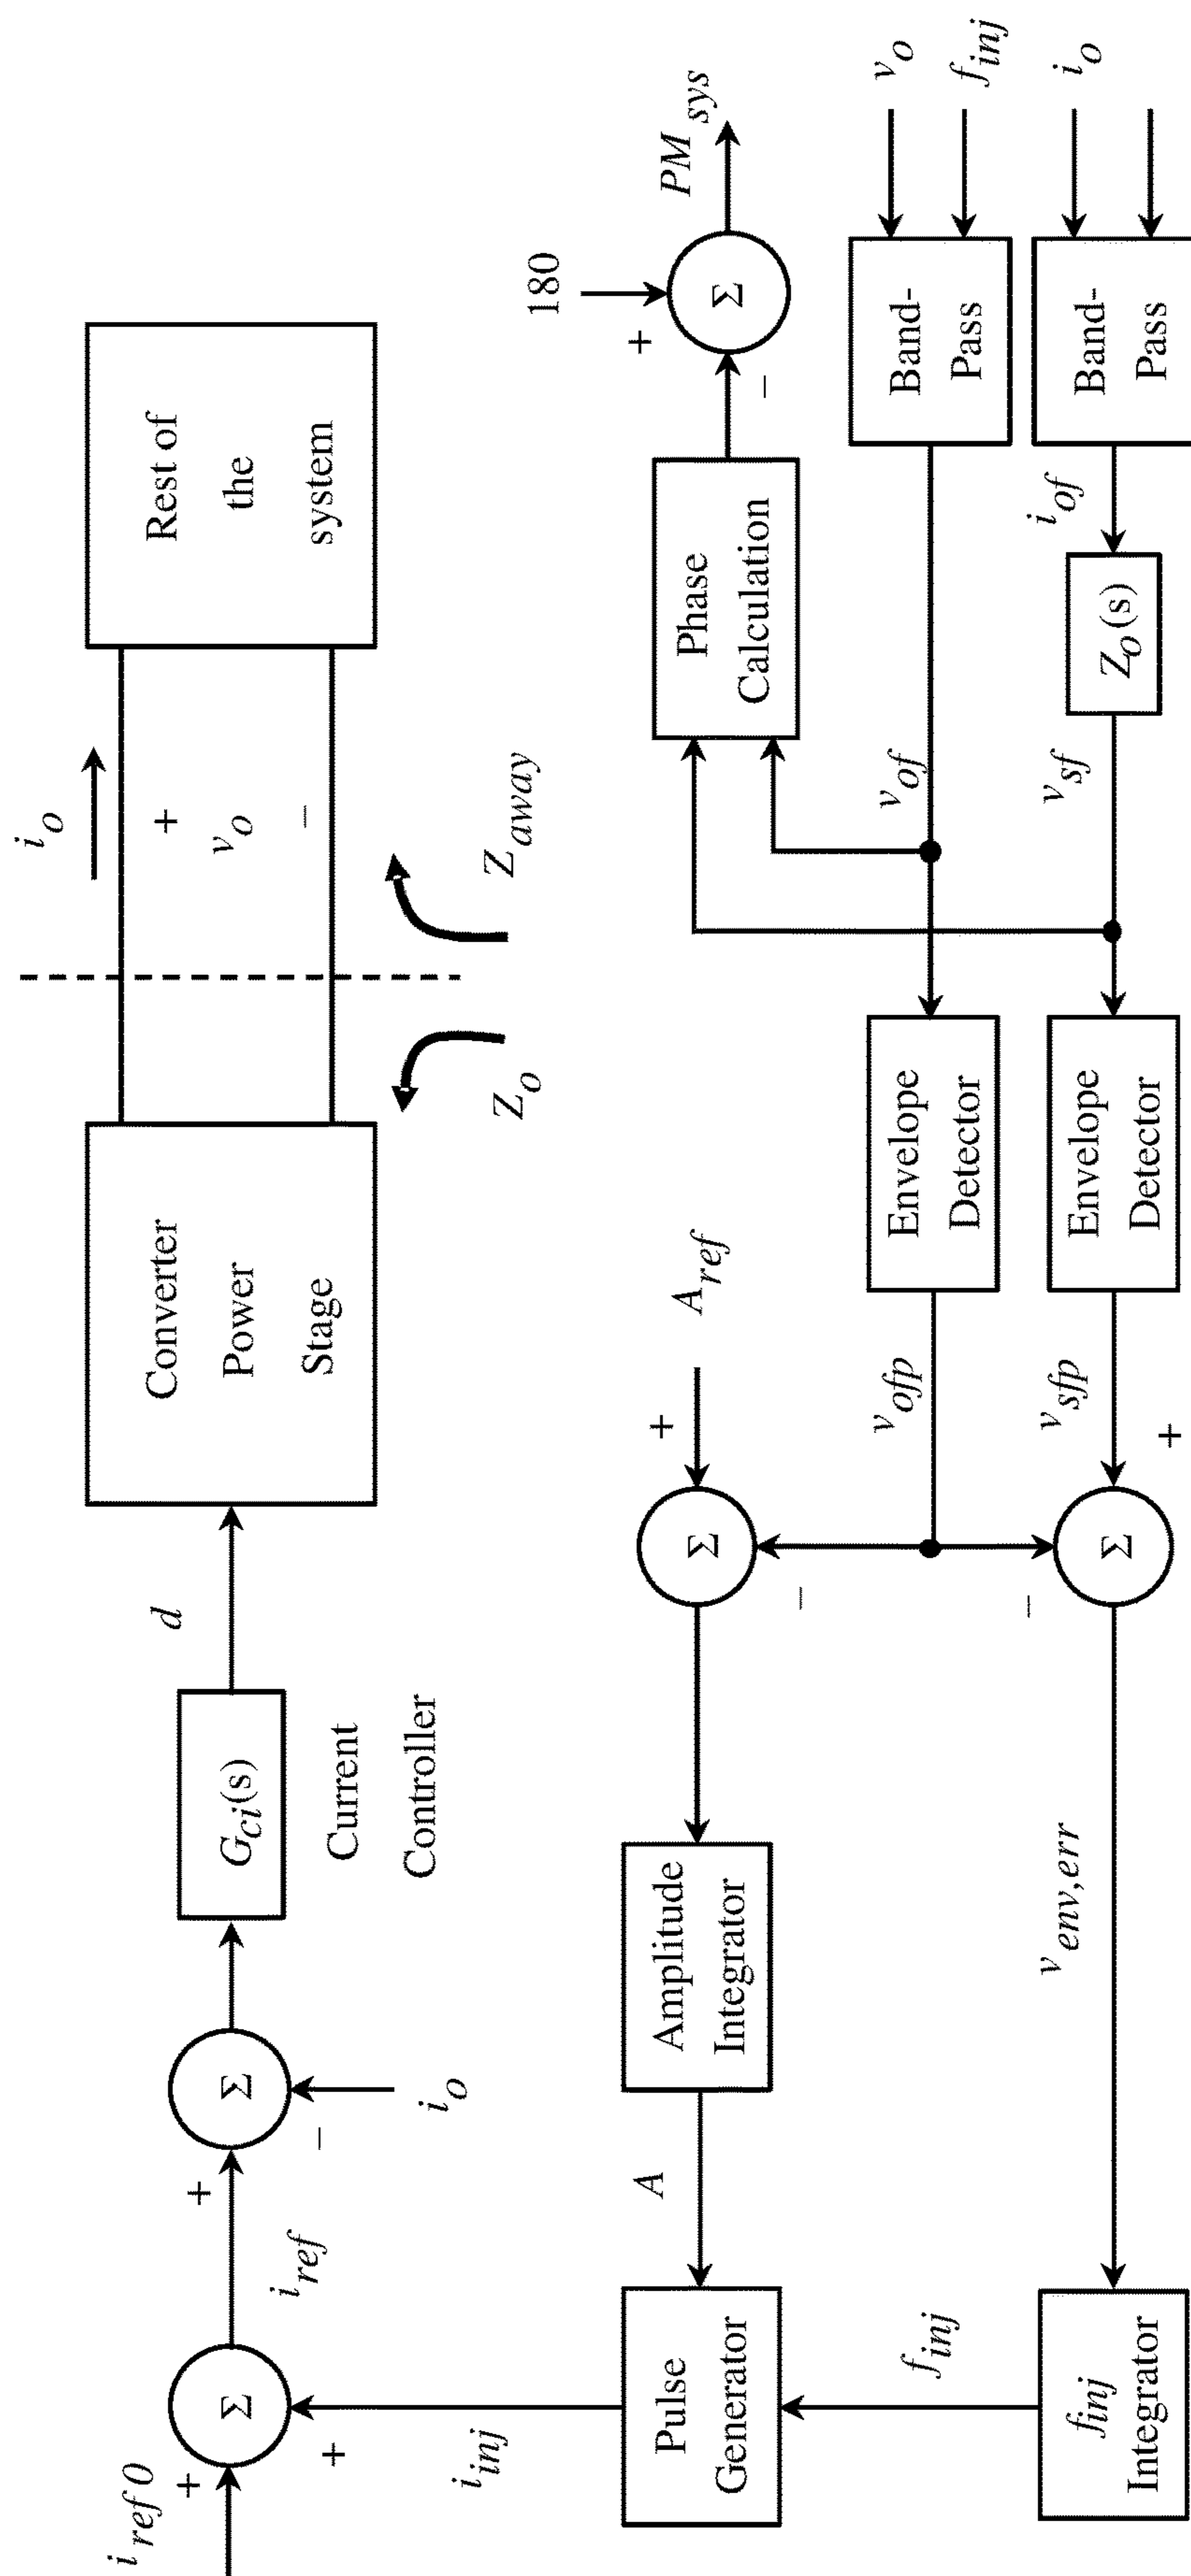 i_o
+
v_o
−
Z_o
Z_away
Converter
Power
Stage
Rest of
the
system
i_ref0
+
Σ
+
i_ref
+
Σ
−
i_o
G_ci(s)
Current
Controller
d
i_inj
Pulse
Generator
A
Amplitude
Integrator
Σ
+
−
A_ref
f_inj
f_inj
Integrator
v_env,err
Σ
−
+
v_ofp
v_sfp
Envelope
Detector
Envelope
Detector
v_of
v_sf
Phase
Calculation
Z_o(s)
i_of
180
+
−
Σ
PM_sys
Band-
Pass
Band-
Pass
v_o
f_inj
i_o